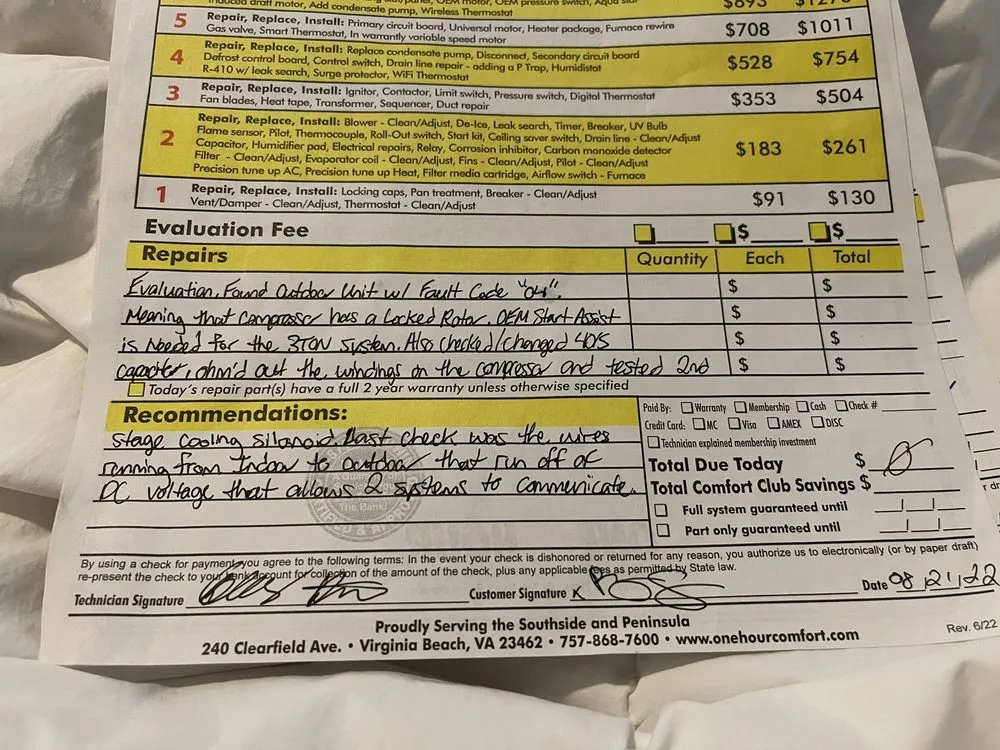 induced draft motor, Add condensate pump, Wireless Thermostat
$893 $1276
5 Repair, Replace, Install: Primary circuit board, Universal motor, Heater package, Furnace rewire
Gas valve, Smart Thermostat, In warrantly variable speed motor
$708 $1011
4 Repair, Replace, Install: Replace condensate pump, Disconnect, Secondary circuit board
Defrost control board, Control switch, Drain line repair - adding a P Trap, Humidistat
R-410 w/ leak search, Surge protector, WiFi Thermostat
$528 $754
3 Repair, Replace, Install: Ignitor, Contactor, Limit switch, Pressure switch, Digital Thermostat
Fan blades, Heat tape, Transformer, Sequencer, Duct repair
$353 $504
2 Repair, Replace, Install: Blower - Clean/Adjust, De-Ice, Leak search, Timer, Breaker, UV Bulb
Flame sensor, Pilot, Thermocouple, Roll-Out switch, Start kit, Ceiling saver switch, Drain line - Clean/Adjust
Capacitor, Humidifier pad, Electrical repairs, Relay, Corrosion inhibitor, Carbon monoxide detector
Filter - Clean/Adjust, Evaporator coil - Clean/Adjust, Fins - Clean/Adjust, Pilot - Clean/Adjust
Precision tune up AC, Precision tune up Heat, Filter media cartridge, Airflow switch - Furnace
$183 $261
1 Repair, Replace, Install: Locking caps, Pan treatment, Breaker - Clean/Adjust
Vent/Damper - Clean/Adjust, Thermostat - Clean/Adjust
$91 $130
Evaluation Fee $ $
Repairs Quantity Each Total
Evaluation. Found Outdoor Unit w/ Fault Code "04". $ $
Meaning that compressor has a Locked Rotor. OEM Start Assist $ $
is Needed for the 3TON system. Also checked/changed 40/5 $ $
capacitor, ohm'd out the windings on the compressor and tested 2nd $ $
Today's repair part(s) have a full 2 year warranty unless otherwise specified
Recommendations:
Stage cooling silanoid. Last check was the wires
running from Indoor to outdoor that run off of
DC voltage that allows 2 systems to communicate.
The Bank!
Paid By: Warranty Membership Cash Check #
Credit Card: MC Visa AMEX DISC
Technician explained membership investment
Total Due Today $ 0
Total Comfort Club Savings $
Full system guaranteed until
Part only guaranteed until
By using a check for payment, you agree to the following terms: In the event your check is dishonored or returned for any reason, you authorize us to electronically (or by paper draft)
re-present the check to your bank account for collection of the amount of the check, plus any applicable fees as permitted by State law.
Technician Signature Customer Signature X Date 08,21,22
Proudly Serving the Southside and Peninsula
240 Clearfield Ave. • Virginia Beach, VA 23462 • 757-868-7600 • www.onehourcomfort.com
Rev. 6/22